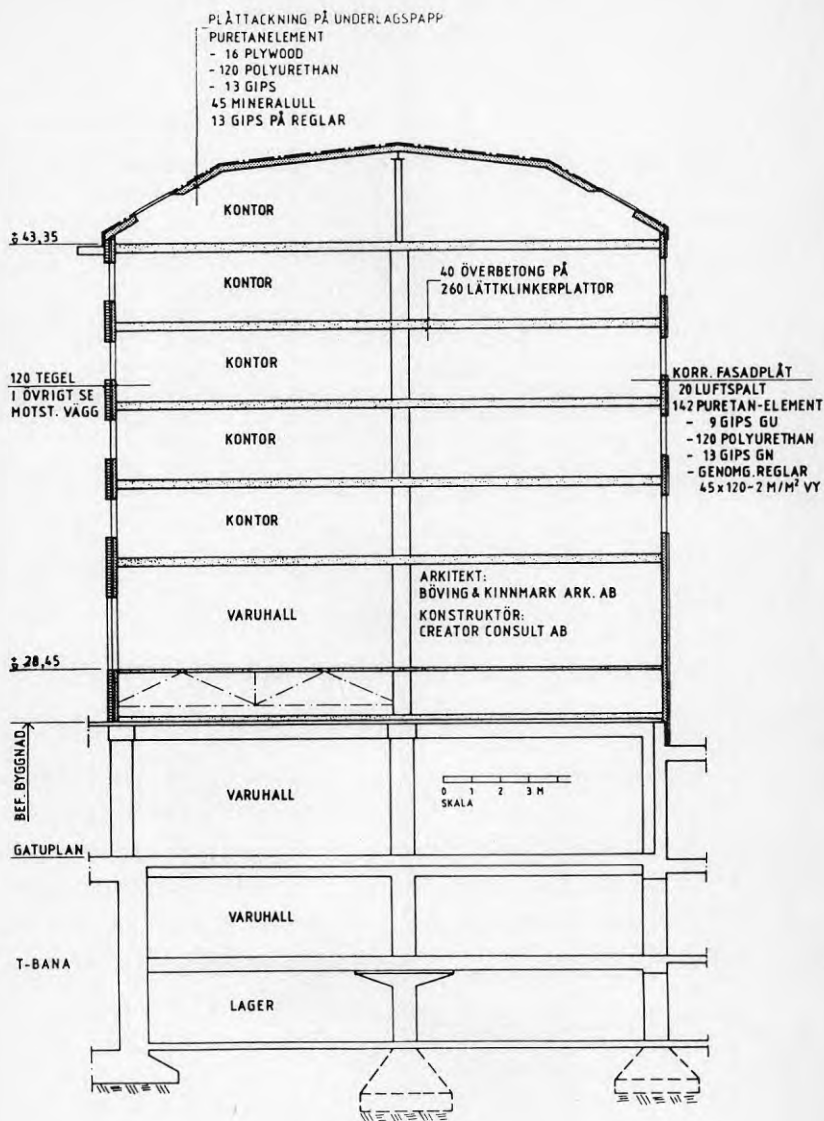 PLÅTTACKNING PÅ UNDERLAGSPAPP
PURETANELEMENT
- 16 PLYWOOD
- 120 POLYURETHAN
- 13 GIPS
45 MINERALULL
13 GIPS PÅ REGLAR
KONTOR
+ 43,35
KONTOR
40 ÖVERBETONG PÅ
260 LÄTTKLINKERPLATTOR
KONTOR
120 TEGEL
I ÖVRIGT SE
MOTST. VÄGG
KORR. FASADPLÅT
20 LUFTSPALT
142 PURETAN-ELEMENT
- 9 GIPS GU
- 120 POLYURETHAN
- 13 GIPS GN
- GENOMG. REGLAR
45 x 120 - 2 M/M² VY
KONTOR
KONTOR
ARKITEKT:
BÖVING & KINNMARK ARK. AB
KONSTRUKTÖR:
CREATOR CONSULT AB
VARUHALL
+ 28,45
BEF. BYGGNAD
VARUHALL
0 1 2 3 M
SKALA
GATUPLAN
VARUHALL
T-BANA
LAGER